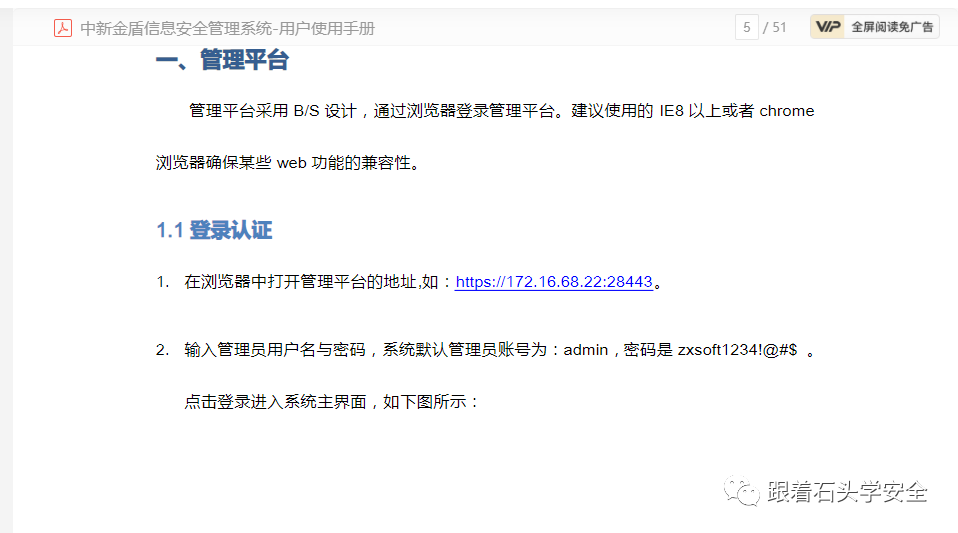 中新金盾信息安全管理系统-用户使用手册
5 / 51
VIP 全屏阅读免广告
一、管理平台
管理平台采用 B/S 设计，通过浏览器登录管理平台。建议使用的 IE8 以上或者 chrome
浏览器确保某些 web 功能的兼容性。
1.1 登录认证
1. 在浏览器中打开管理平台的地址,如：https://172.16.68.22:28443。
2. 输入管理员用户名与密码，系统默认管理员账号为：admin，密码是 zxsoft1234!@#$ 。
点击登录进入系统主界面，如下图所示：
跟着石头学安全